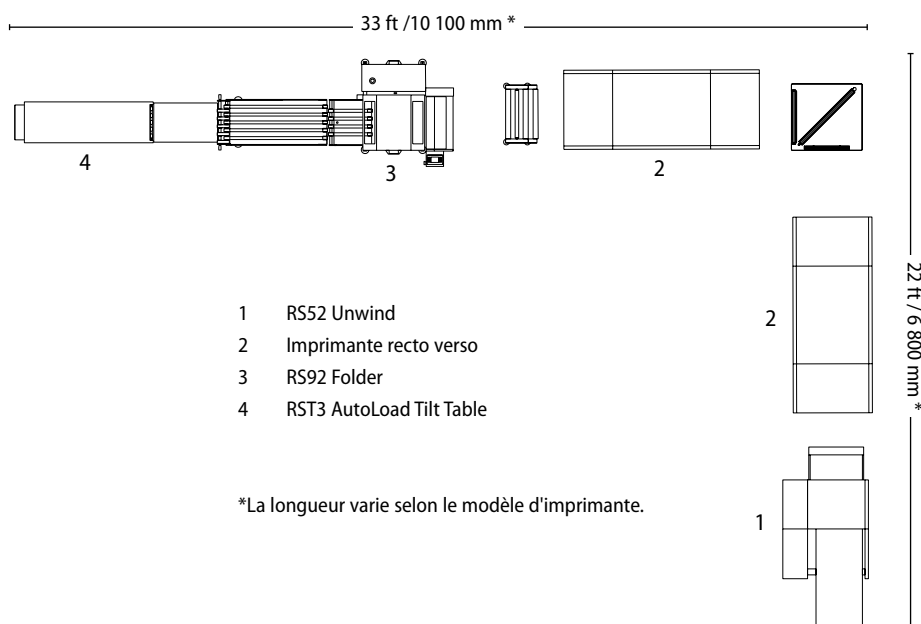 33 ft /10 100 mm *
4
3
2
22 ft / 6 800 mm *
2
1 RS52 Unwind
2 Imprimante recto verso
3 RS92 Folder
4 RST3 AutoLoad Tilt Table
*La longueur varie selon le modèle d'imprimante.
1